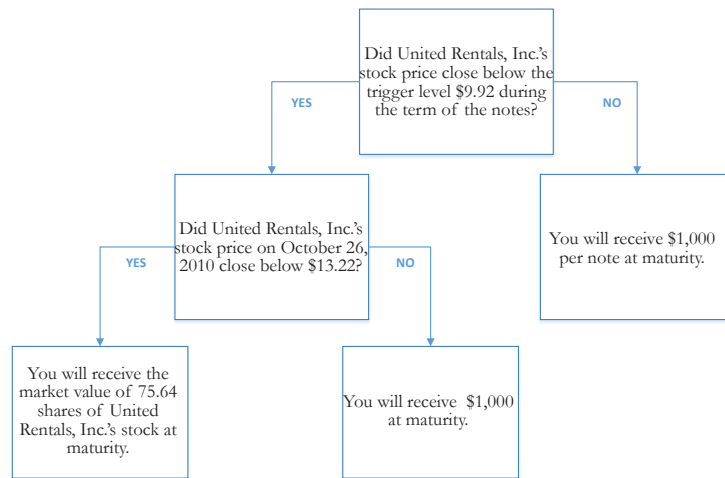 Did United Rentals, Inc.'s
stock price close below the
trigger level $9.92 during
the term of the notes?
YES
NO
Did United Rentals, Inc.'s
stock price on October 26,
2010 close below $13.22?
You will receive $1,000
per note at maturity.
YES
NO
You will receive the
market value of 75.64
shares of United
Rentals, Inc.'s stock at
maturity.
You will receive $1,000
at maturity.